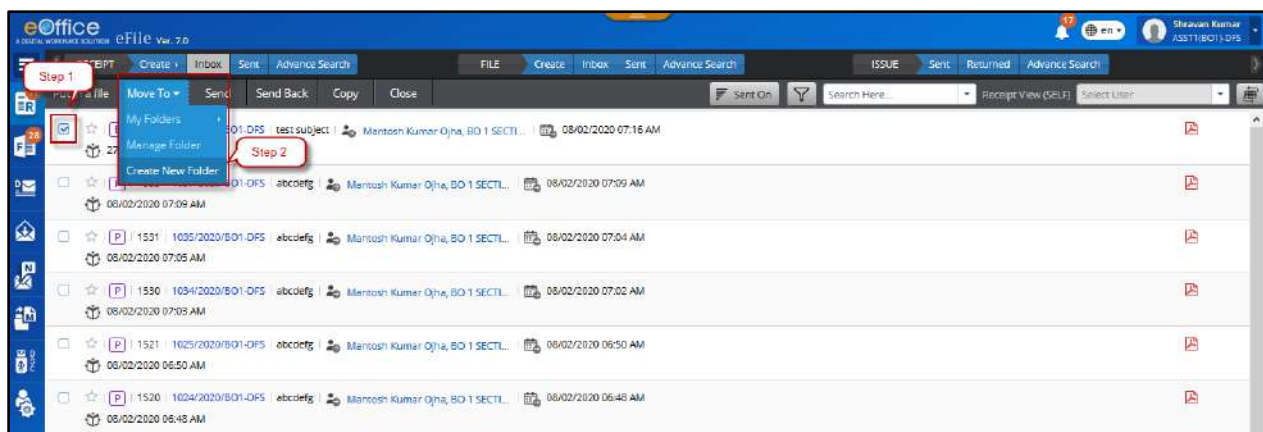 eOffice eFile Ver. 7.0
A DIGITAL WORKPLACE SOLUTION
17
en
Shravan Kumar
ASSTT(BO1)-DFS
Create Inbox Sent Advance Search FILE Create Inbox Sent Advance Search ISSUE Sent Returned Advance Search
Step 1
Move To Send Send Back Copy Close Sent On Search Here... Receipt View (SELF) Select User
My Folders
Manage Folder
Create New Folder
Step 2
BO1-DFS test subject Mantosh Kumar Ojha, BO 1 SECTI... 08/02/2020 07:16 AM
27
28
BO1-DFS abcdefg Mantosh Kumar Ojha, BO 1 SECTI... 08/02/2020 07:09 AM
08/02/2020 07:09 AM
P 1531 1035/2020/BO1-DFS abcdefg Mantosh Kumar Ojha, BO 1 SECTI... 08/02/2020 07:04 AM
08/02/2020 07:05 AM
P 1530 1034/2020/BO1-DFS abcdefg Mantosh Kumar Ojha, BO 1 SECTI... 08/02/2020 07:02 AM
08/02/2020 07:03 AM
P 1521 1025/2020/BO1-DFS abcdefg Mantosh Kumar Ojha, BO 1 SECTI... 08/02/2020 06:50 AM
08/02/2020 06:50 AM
P 1520 1024/2020/BO1-DFS abcdefg Mantosh Kumar Ojha, BO 1 SECTI... 08/02/2020 06:48 AM
08/02/2020 06:48 AM